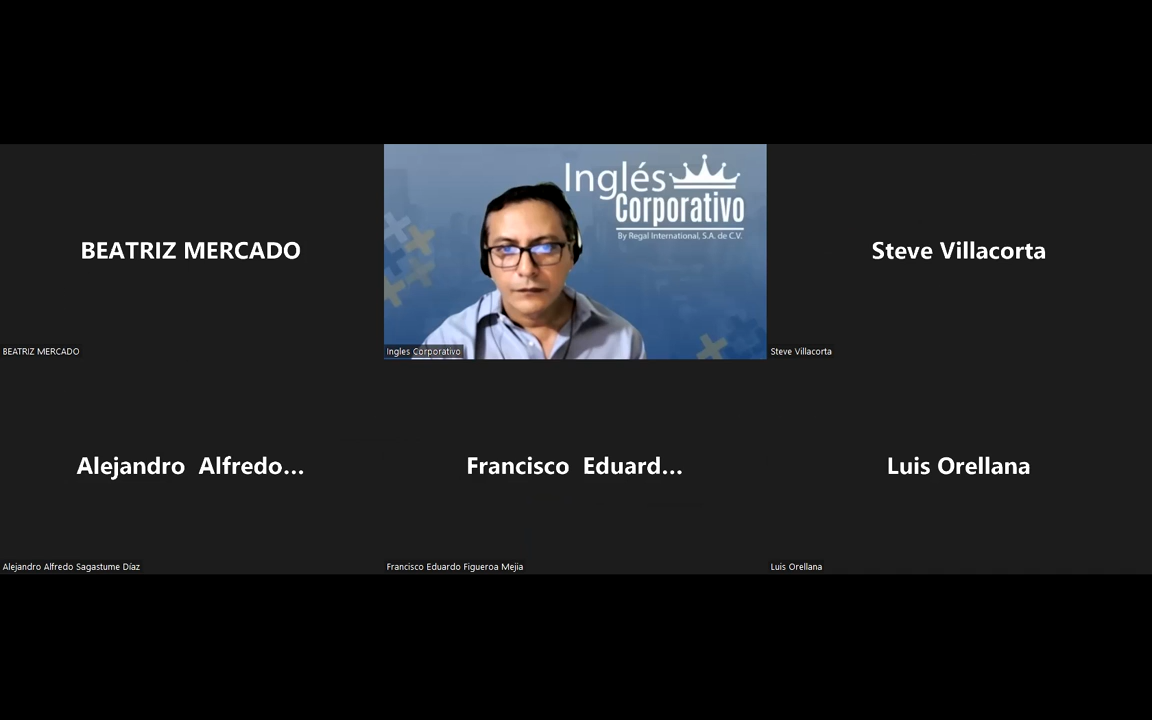 BEATRIZ MERCADO
BEATRIZ MERCADO
Inglés
Corporativo
By Regal International, S.A. de C.V.
Ingles Corporativo
Steve Villacorta
Steve Villacorta
Alejandro Alfredo...
Alejandro Alfredo Sagastume Díaz
Francisco Eduard...
Francisco Eduardo Figueroa Mejia
Luis Orellana
Luis Orellana